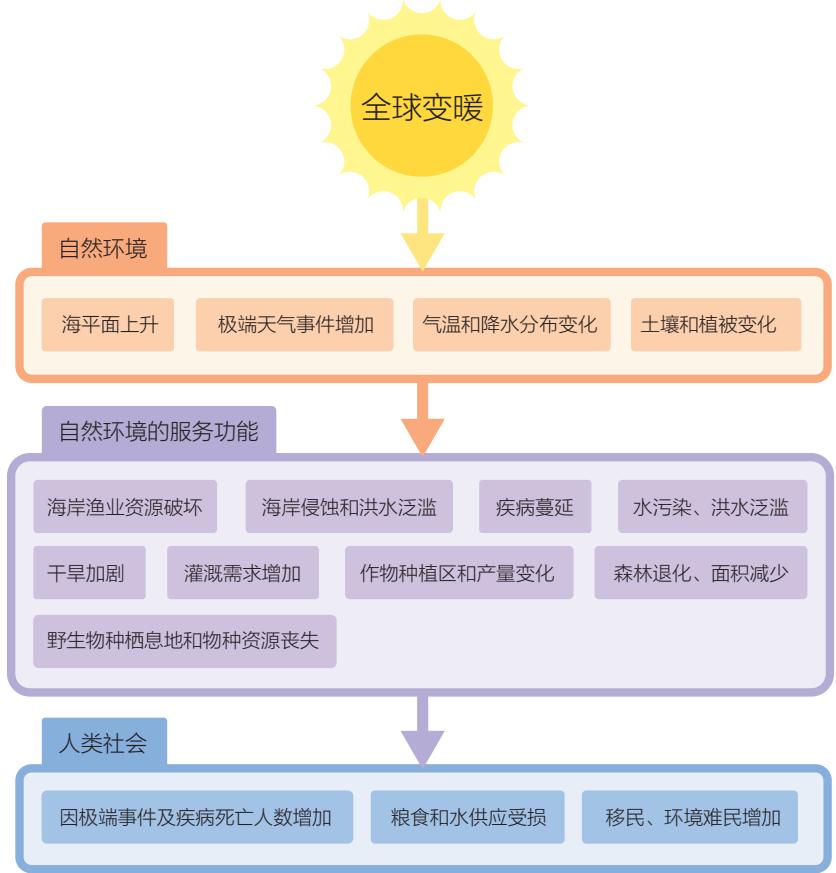 全球变暖
自然环境
海平面上升 极端天气事件增加 气温和降水分布变化 土壤和植被变化
自然环境的服务功能
海岸渔业资源破坏 海岸侵蚀和洪水泛滥 疾病蔓延 水污染、洪水泛滥
干旱加剧 灌溉需求增加 作物种植区和产量变化 森林退化、面积减少
野生物种栖息地和物种资源丧失
人类社会
因极端事件及疾病死亡人数增加 粮食和水供应受损 移民、环境难民增加